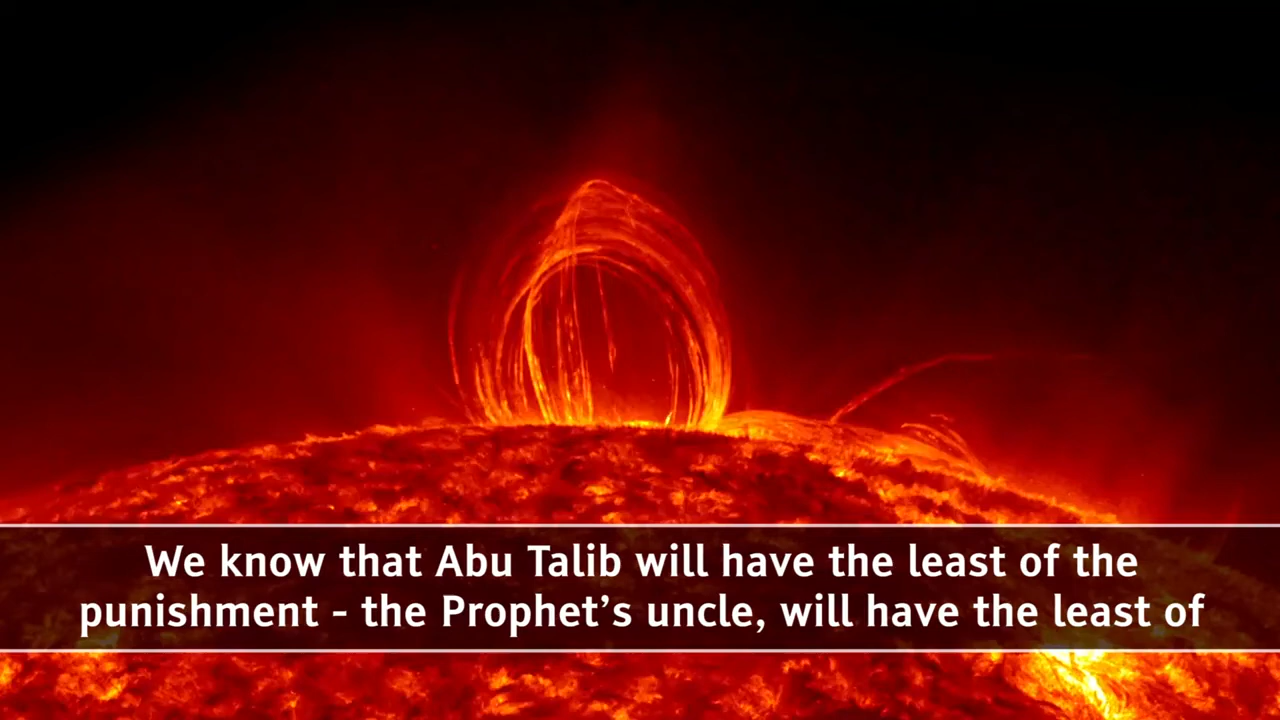 We know that Abu Talib will have the least of the
punishment - the Prophet’s uncle, will have the least of